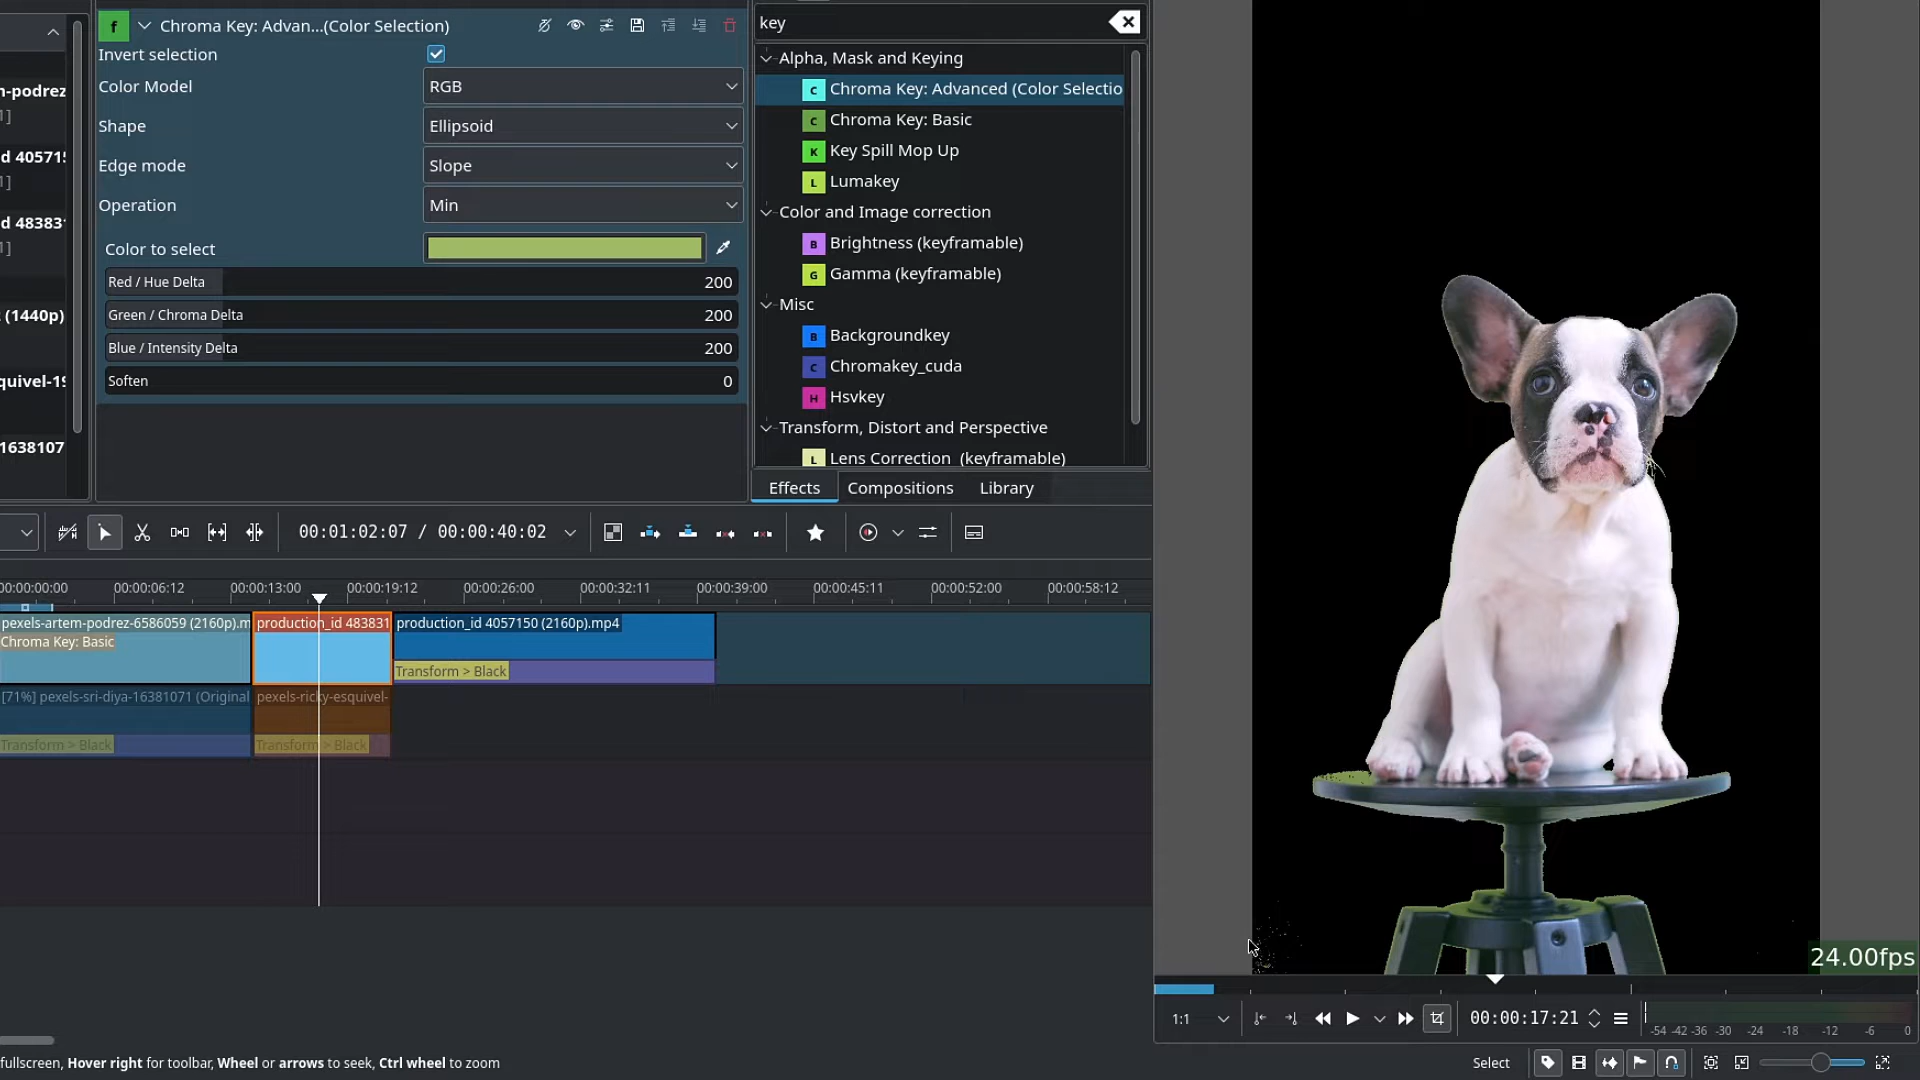 f Chroma Key: Advan...(Color Selection)
Invert selection
Color Model RGB
Shape Ellipsoid
Edge mode Slope
Operation Min
Color to select
Red / Hue Delta 200
Green / Chroma Delta 200
Blue / Intensity Delta 200
Soften 0
n-podrez
1]
d 40571
1]
d 48383
1]
(1440p)
quivel-19
1638107
key
Alpha, Mask and Keying
C Chroma Key: Advanced (Color Selectio
C Chroma Key: Basic
K Key Spill Mop Up
L Lumakey
Color and Image correction
B Brightness (keyframable)
G Gamma (keyframable)
Misc
B Backgroundkey
C Chromakey_cuda
H Hsvkey
Transform, Distort and Perspective
L Lens Correction (keyframable)
Effects Compositions Library
00:01:02:07 / 00:00:40:02
00:00:00:00 00:00:06:12 00:00:13:00 00:00:19:12 00:00:26:00 00:00:32:11 00:00:39:00 00:00:45:11 00:00:52:00 00:00:58:12
pexels-artem-podrez-6586059 (2160p).m production_id 483831 production_id 4057150 (2160p).mp4
Chroma Key: Basic
Transform > Black
[71%] pexels-sri-diya-16381071 (Original pexels-ricky-esquivel-
Transform > Black Transform > Black
24.00fps
1:1 00:00:17:21
-54 -42 -36 -30 -24 -18 -12 -6 0
fullscreen, Hover right for toolbar, Wheel or arrows to seek, Ctrl wheel to zoom
Select